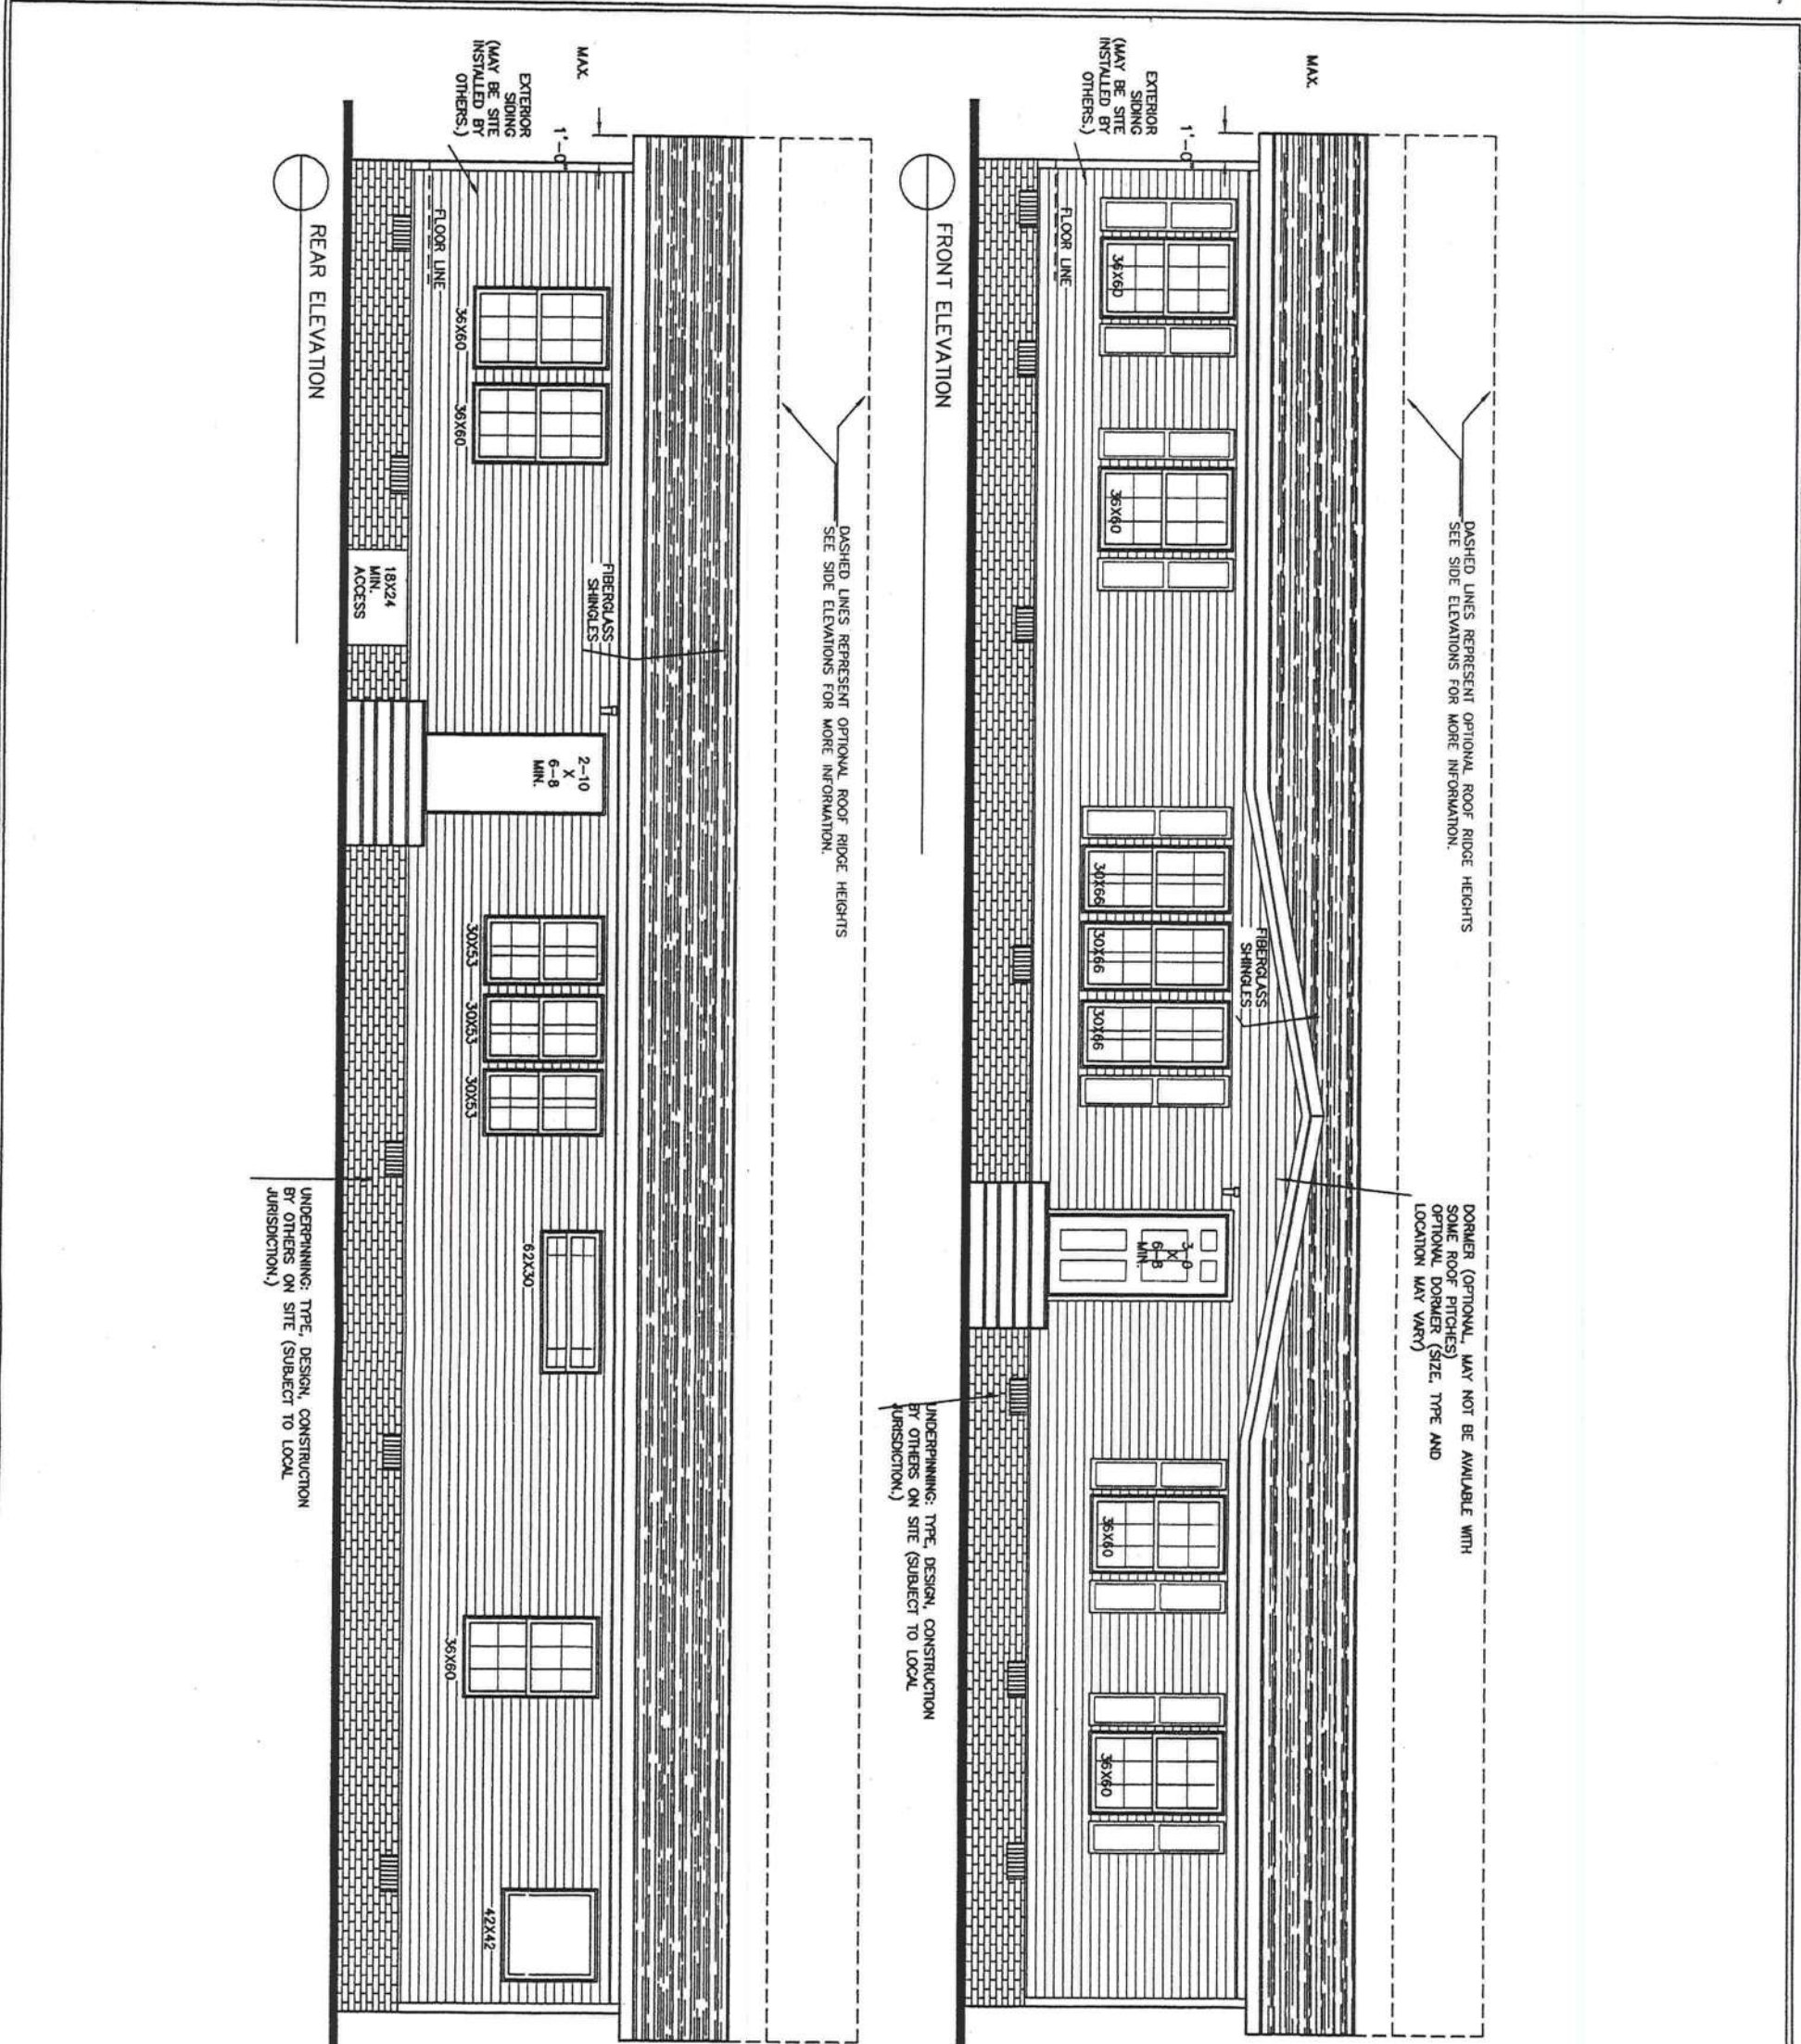 MAX.
1'-0
EXTERIOR
SIDING
(MAY BE SITE
INSTALLED BY
OTHERS.)
DASHED LINES REPRESENT OPTIONAL ROOF RIDGE HEIGHTS
SEE SIDE ELEVATIONS FOR MORE INFORMATION.
DORMER (OPTIONAL, MAY NOT BE AVAILABLE WITH
SOME ROOF PITCHES)
OPTIONAL DORMER (SIZE, TYPE AND
LOCATION MAY VARY)
FIBERGLASS
SHINGLES
36X60
36X60
30X66
30X66
30X66
3-0
X
6-8
MIN.
36X60
36X60
FLOOR LINE
UNDERPINNING: TYPE, DESIGN, CONSTRUCTION
BY OTHERS ON SITE (SUBJECT TO LOCAL
JURISDICTION.)
FRONT ELEVATION
DASHED LINES REPRESENT OPTIONAL ROOF RIDGE HEIGHTS
SEE SIDE ELEVATIONS FOR MORE INFORMATION.
MAX.
1'-0
EXTERIOR
SIDING
(MAY BE SITE
INSTALLED BY
OTHERS.)
FIBERGLASS
SHINGLES
2-10
X
6-8
MIN.
36X60
36X60
30X53
30X53
30X53
62X30
36X60
42X42
FLOOR LINE
18X24
MIN.
ACCESS
UNDERPINNING: TYPE, DESIGN, CONSTRUCTION
BY OTHERS ON SITE (SUBJECT TO LOCAL
JURISDICTION.)
REAR ELEVATION